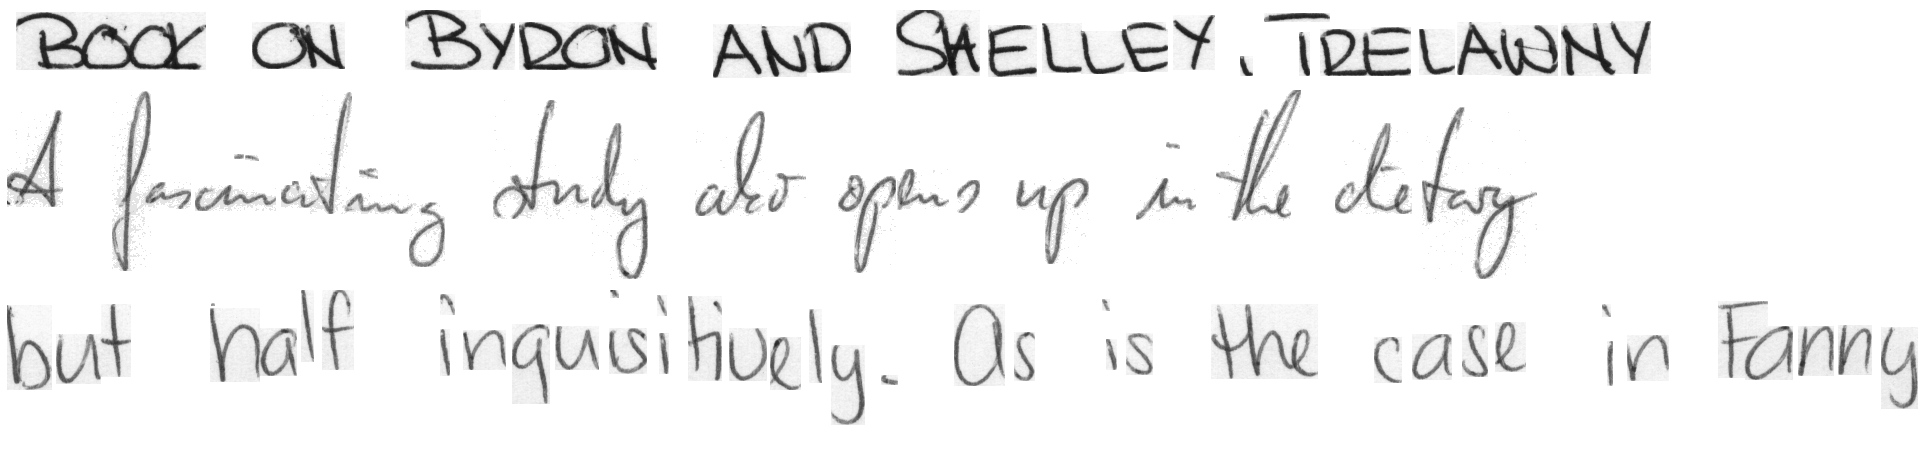 BOOK ON BYRON AND SHELLEY. TRELAWNY
A fascinating study also opens up in the dietary
but half inquisitively. As is the case in Fanny